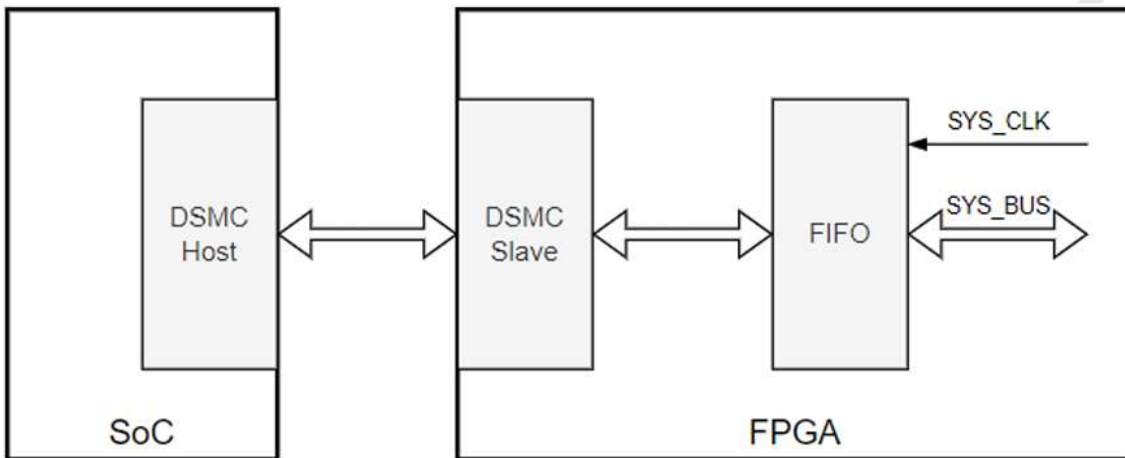 SYS_CLK
DSMC
Host
DSMC
Slave
FIFO
SYS_BUS
SoC
FPGA